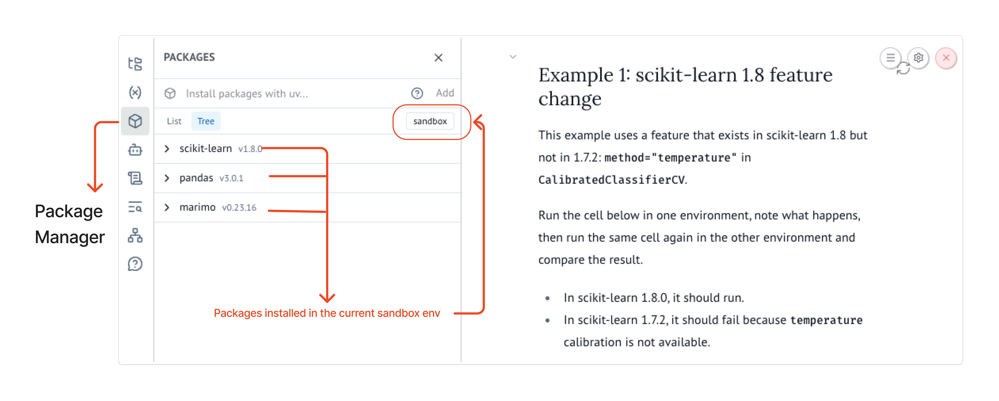 PACKAGES
Install packages with uv...
Add
List
Tree
sandbox
scikit-learn v1.8.0
pandas v3.0.1
marimo v0.23.16
Package
Manager
Packages installed in the current sandbox env
Example 1: scikit-learn 1.8 feature
change
This example uses a feature that exists in scikit-learn 1.8 but
not in 1.7.2: method="temperature" in
CalibratedClassifierCV.
Run the cell below in one environment, note what happens,
then run the same cell again in the other environment and
compare the result.
• In scikit-learn 1.8.0, it should run.
• In scikit-learn 1.7.2, it should fail because temperature
calibration is not available.